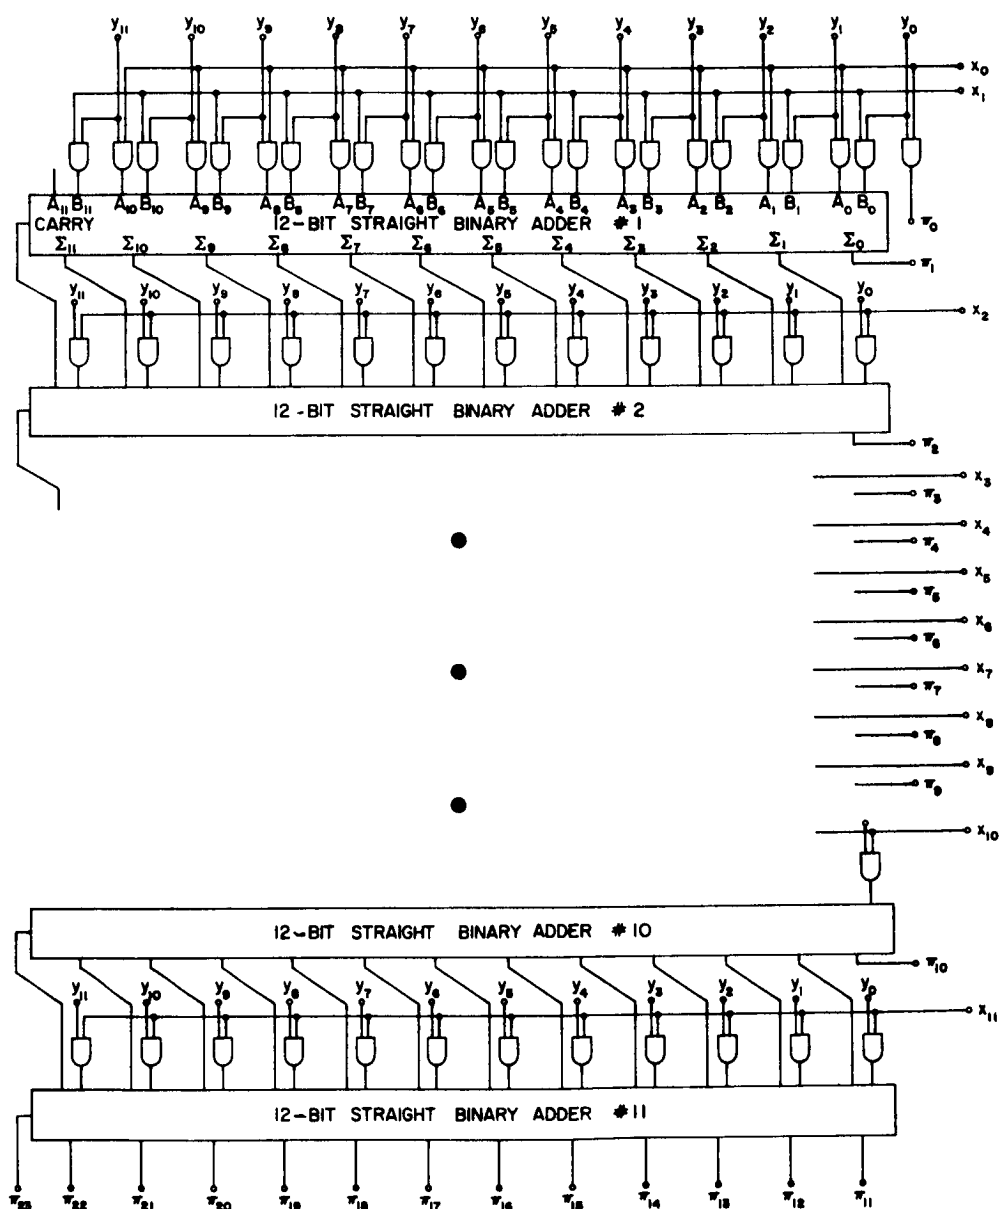 y₁₁ y₁₀ y₉ y₈ y₇ y₆ y₅ y₄ y₃ y₂ y₁ y₀
x₀
x₁
A₁₁ B₁₁ A₁₀ B₁₀ A₉ B₉ A₈ B₈ A₇ B₇ A₆ B₆ A₅ B₅ A₄ B₄ A₃ B₃ A₂ B₂ A₁ B₁ A₀ B₀
CARRY 12-BIT STRAIGHT BINARY ADDER #1 π₀
Σ₁₁ Σ₁₀ Σ₉ Σ₈ Σ₇ Σ₆ Σ₅ Σ₄ Σ₃ Σ₂ Σ₁ Σ₀
π₁
y₁₁ y₁₀ y₉ y₈ y₇ y₆ y₅ y₄ y₃ y₂ y₁ y₀
x₂
12-BIT STRAIGHT BINARY ADDER #2
π₂
x₃
π₃
x₄
π₄
x₅
π₅
x₆
π₆
x₇
π₇
x₈
π₈
x₉
π₉
x₁₀
12-BIT STRAIGHT BINARY ADDER #10
π₁₀
y₁₁ y₁₀ y₉ y₈ y₇ y₆ y₅ y₄ y₃ y₂ y₁ y₀
x₁₁
12-BIT STRAIGHT BINARY ADDER #11
π₂₃ π₂₂ π₂₁ π₂₀ π₁₉ π₁₈ π₁₇ π₁₆ π₁₅ π₁₄ π₁₃ π₁₂ π₁₁